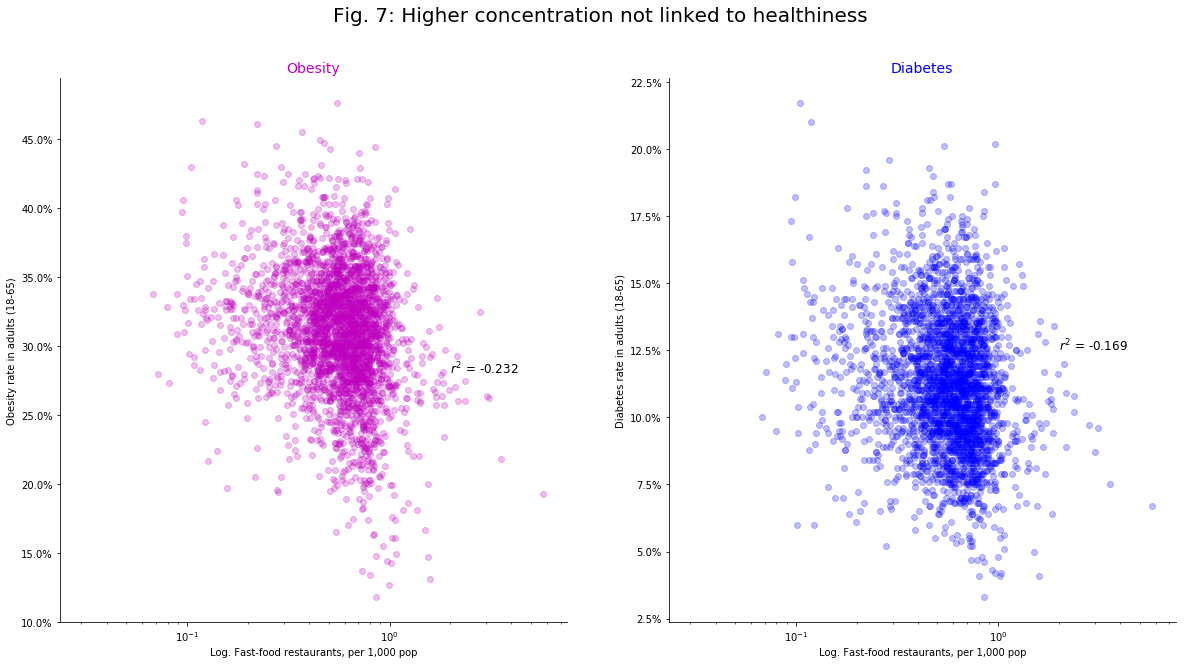 Fig. 7: Higher concentration not linked to healthiness
Obesity
45.0%
40.0%
35.0%
30.0%
25.0%
20.0%
15.0%
10.0%
Obesity rate in adults (18-65)
r² = -0.232
10⁻¹
10⁰
Log. Fast-food restaurants, per 1,000 pop
Diabetes
22.5%
20.0%
17.5%
15.0%
12.5%
10.0%
7.5%
5.0%
2.5%
Diabetes rate in adults (18-65)
r² = -0.169
10⁻¹
10⁰
Log. Fast-food restaurants, per 1,000 pop